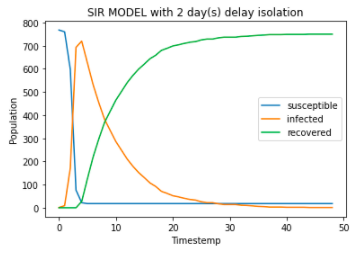 SIR MODEL with 2 day(s) delay isolation
800
700
600
500
400
300
200
100
0
Population
susceptible
infected
recovered
0 10 20 30 40 50
Timestemp